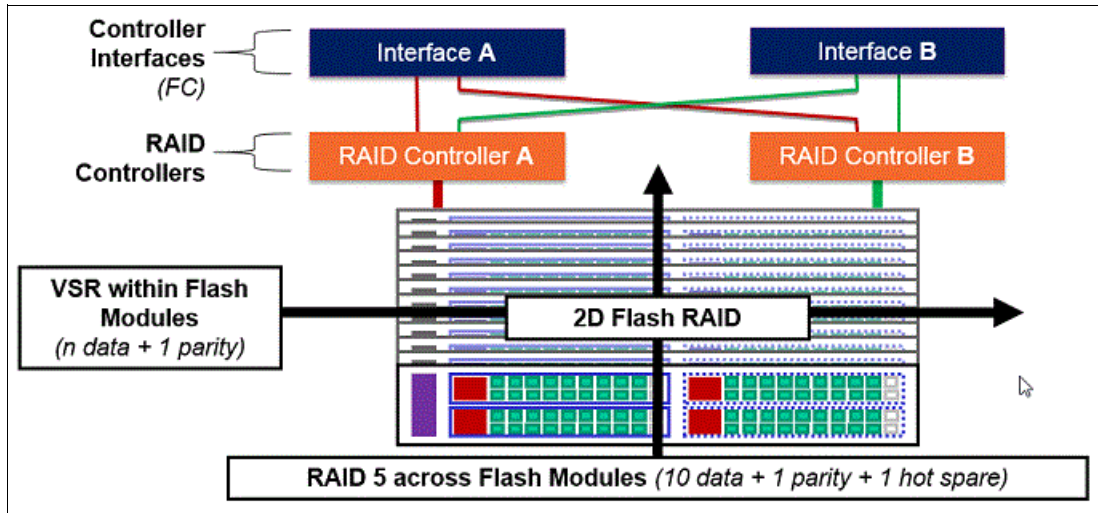 Controller
Interfaces
(FC)
Interface A
Interface B
RAID
Controllers
RAID Controller A
RAID Controller B
VSR within Flash
Modules
(n data + 1 parity)
2D Flash RAID
RAID 5 across Flash Modules (10 data + 1 parity + 1 hot spare)